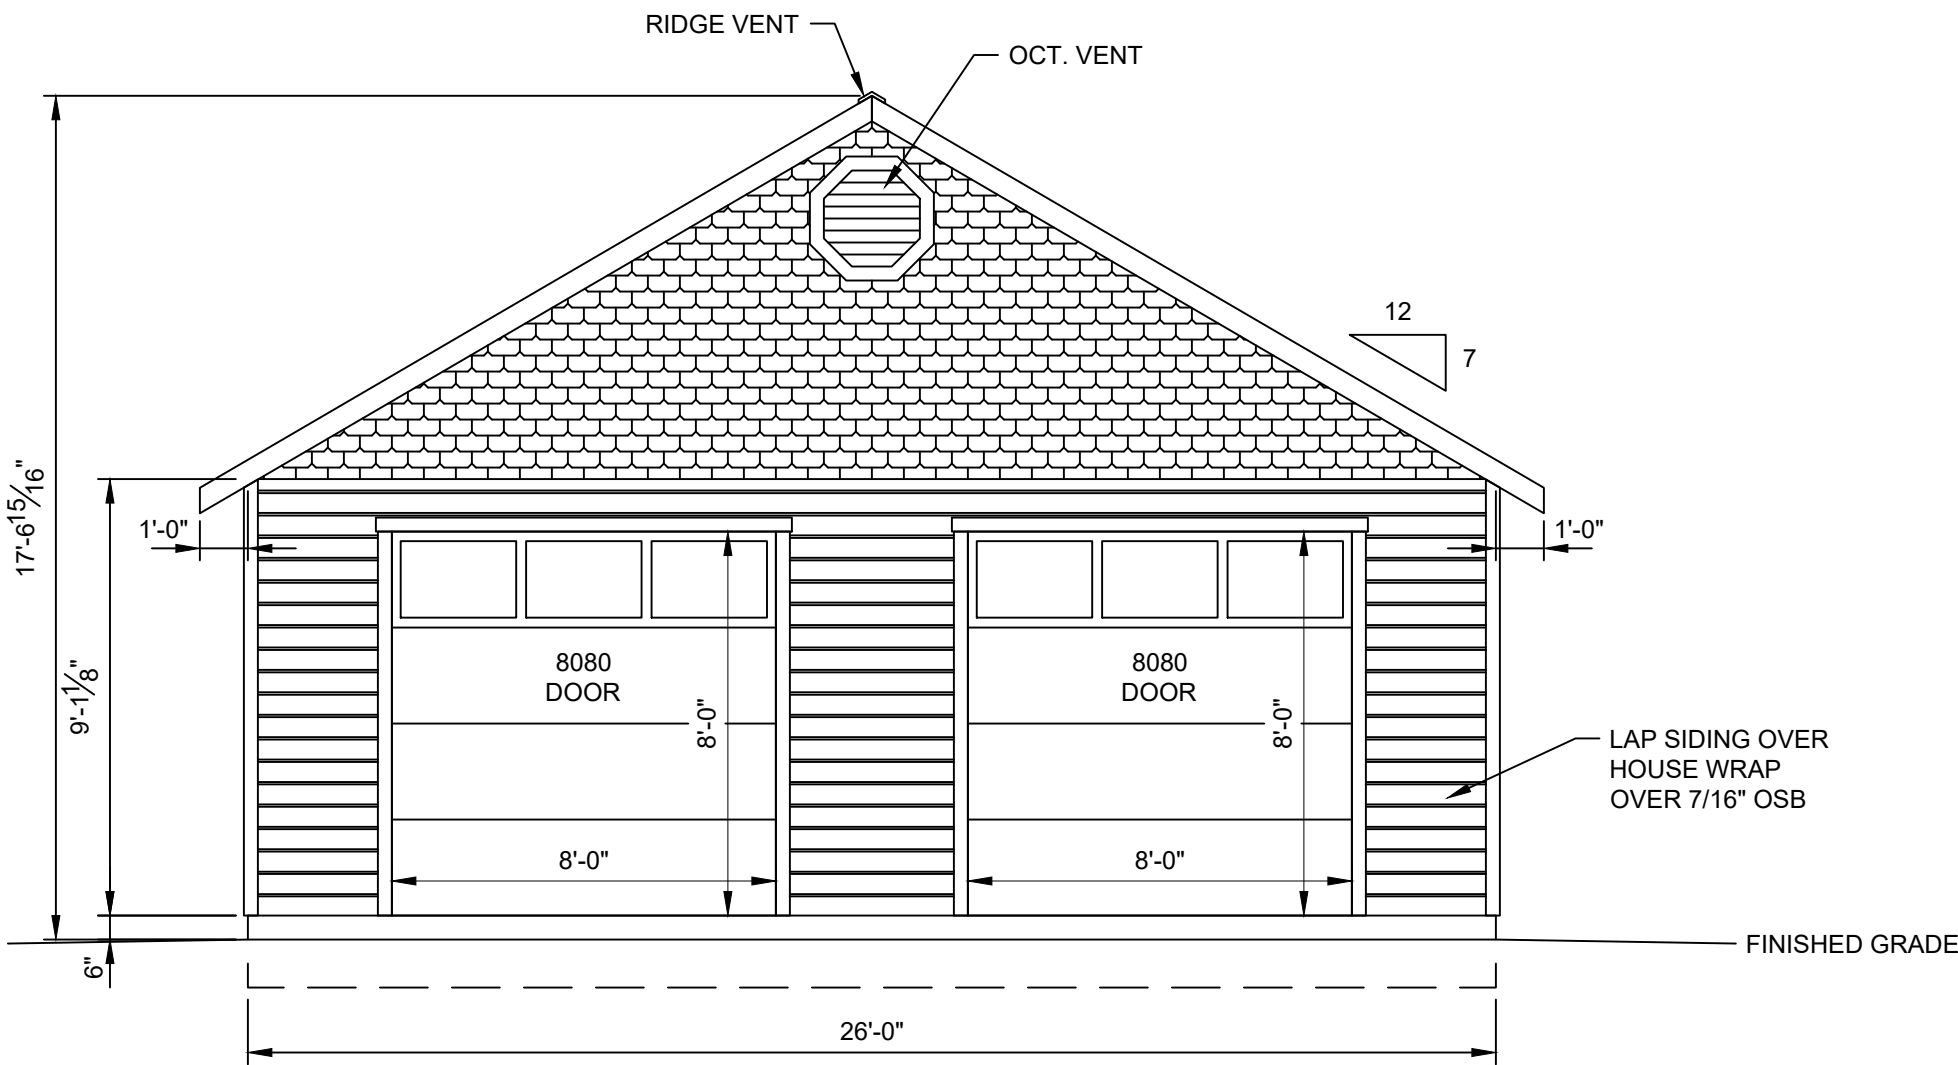 RIDGE VENT
OCT. VENT
12
7
17'-6 15/16"
1'-0"
1'-0"
9'-1 1/8"
8080
DOOR
8'-0"
8080
DOOR
8'-0"
LAP SIDING OVER
HOUSE WRAP
OVER 7/16" OSB
8'-0"
8'-0"
FINISHED GRADE
6"
26'-0"